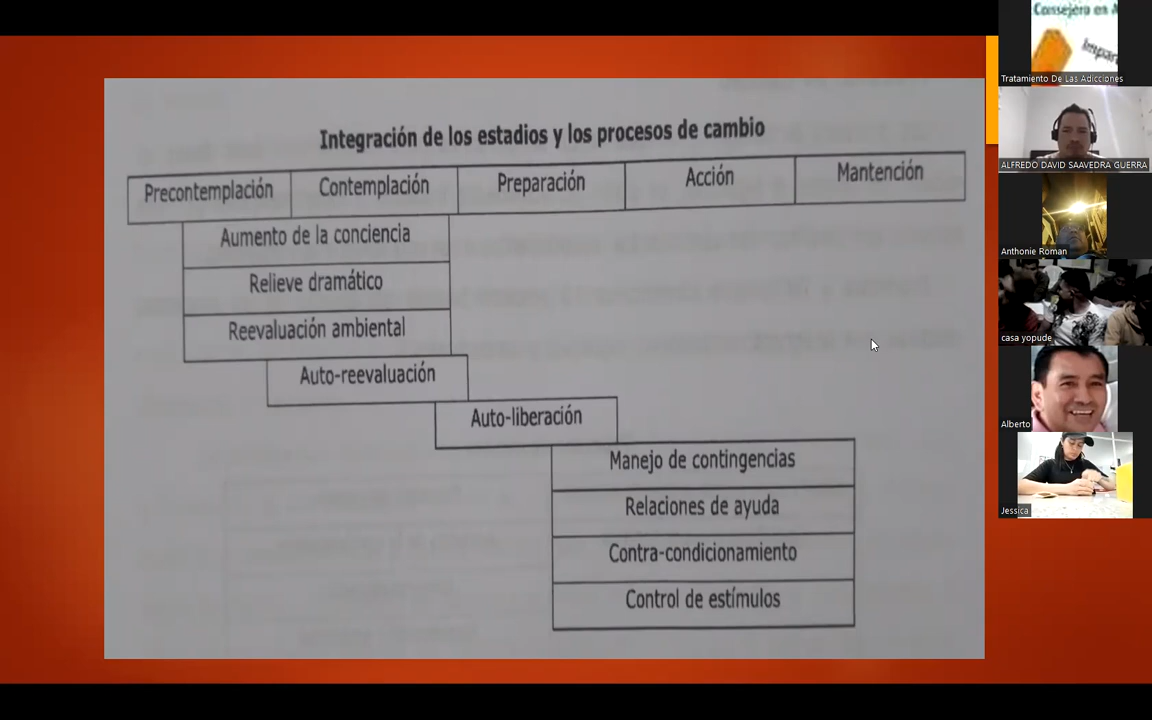 Integración de los estadios y los procesos de cambio
Precontemplación Contemplación Preparación Acción Mantención
Aumento de la conciencia
Relieve dramático
Reevaluación ambiental
Auto-reevaluación
Auto-liberación
Manejo de contingencias
Relaciones de ayuda
Contra-condicionamiento
Control de estímulos
Consejería en
Tratamiento De Las Adicciones
ALFREDO DAVID SAAVEDRA GUERRA
Anthonie Roman
casa yopude
Alberto
Jessica